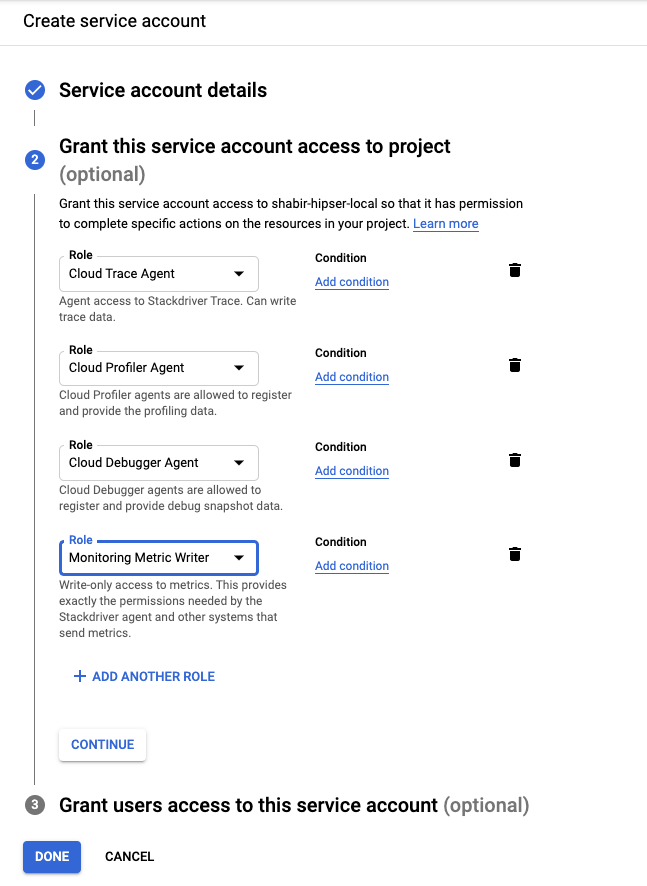 Create service account
Service account details
2
Grant this service account access to project
(optional)
Grant this service account access to shabir-hipser-local so that it has permission
to complete specific actions on the resources in your project. Learn more
Role
Cloud Trace Agent
Condition
Add condition
Agent access to Stackdriver Trace. Can write
trace data.
Role
Cloud Profiler Agent
Condition
Add condition
Cloud Profiler agents are allowed to register
and provide the profiling data.
Role
Cloud Debugger Agent
Condition
Add condition
Cloud Debugger agents are allowed to
register and provide debug snapshot data.
Role
Monitoring Metric Writer
Condition
Add condition
Write-only access to metrics. This provides
exactly the permissions needed by the
Stackdriver agent and other systems that
send metrics.
+ ADD ANOTHER ROLE
CONTINUE
3
Grant users access to this service account (optional)
DONE CANCEL